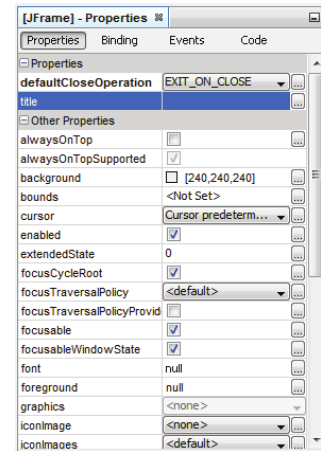 [JFrame] - Properties
Properties Binding Events Code
Properties
defaultCloseOperation EXIT_ON_CLOSE ...
title ...
Other Properties
alwaysOnTop ...
alwaysOnTopSupported
background [240,240,240] ...
bounds <Not Set> ...
cursor Cursor predeterm... ...
enabled ...
extendedState 0 ...
focusCycleRoot ...
focusTraversalPolicy <default> ...
focusTraversalPolicyProvid ...
focusable ...
focusableWindowState ...
font null ...
foreground null ...
graphics <none>
iconImage <none> ...
iconImages <default> ...